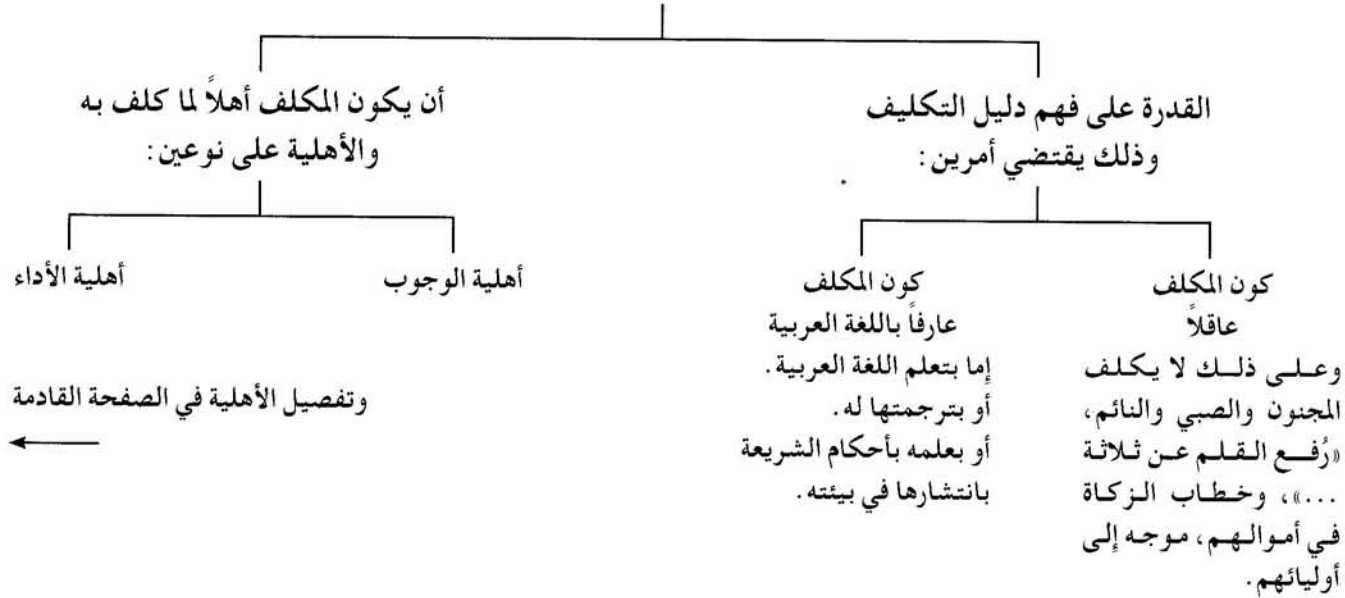 القدرة على فهم دليل التكليف
وذلك يقتضي أمرين:
كون المكلف
عاقلاً
وعلى ذلك لا يكلف
المجنون والصبي والنائم،
«رُفع القلم عن ثلاثة
...»، وخطاب الزكاة
في أموالهم، موجه إِلى
أوليائهم.
كون المكلف
عارفاً باللغة العربية
إِما بتعلم اللغة العربية.
أو بترجمتها له.
أو بعلمه بأحكام الشريعة
بانتشارها في بيئته.
أن يكون المكلف أهلاً لما كلف به
والأهلية على نوعين:
أهلية الوجوب
أهلية الأداء
وتفصيل الأهلية في الصفحة القادمة